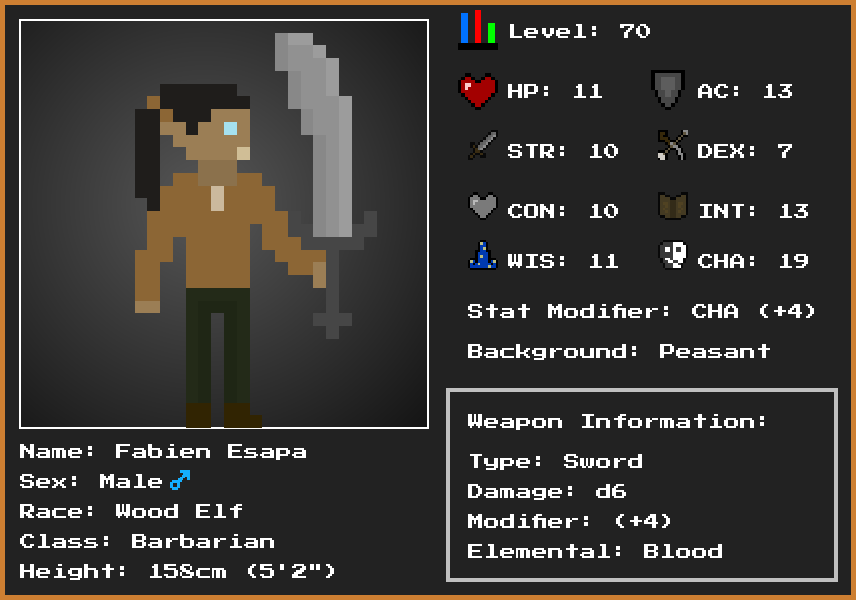 Level: 70
HP: 11 AC: 13
STR: 10 DEX: 7
CON: 10 INT: 13
WIS: 11 CHA: 19
Stat Modifier: CHA (+4)
Background: Peasant
Weapon Information:
Type: Sword
Damage: d6
Modifier: (+4)
Elemental: Blood
Name: Fabien Esapa
Sex: Male ♂
Race: Wood Elf
Class: Barbarian
Height: 158cm (5'2")